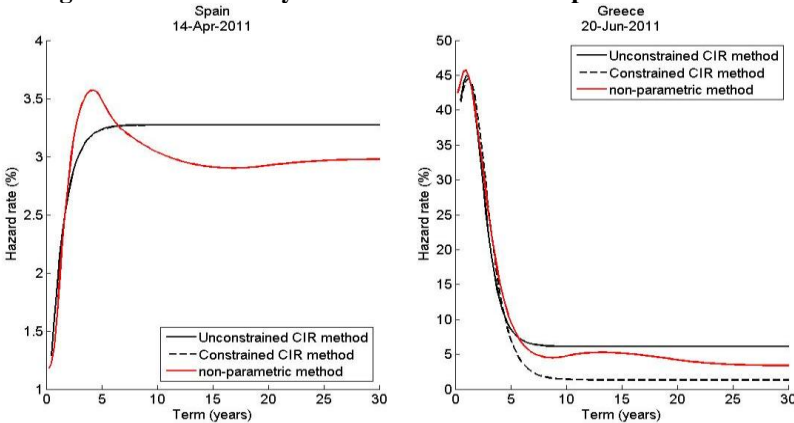 Spain
14-Apr-2011
Hazard rate (%)
4
3.5
3
2.5
2
1.5
1
Unconstrained CIR method
Constrained CIR method
non-parametric method
0
5
10
15
20
25
30
Term (years)
Greece
20-Jun-2011
Hazard rate (%)
50
45
40
35
30
25
20
15
10
5
0
Unconstrained CIR method
Constrained CIR method
non-parametric method
0
5
10
15
20
25
30
Term (years)